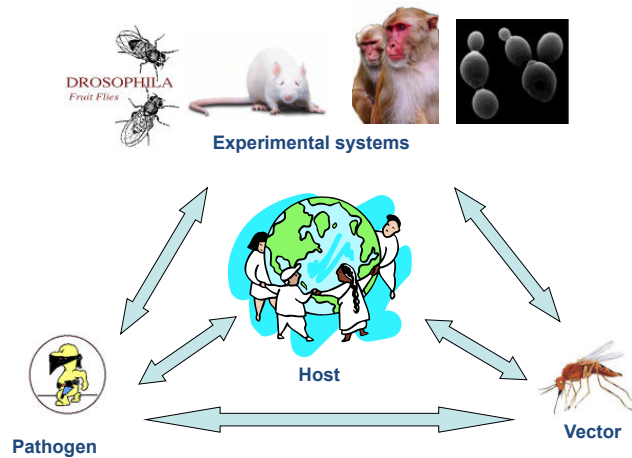 DROSOPHILA
Fruit Flies
Experimental systems
Host
Pathogen
Vector